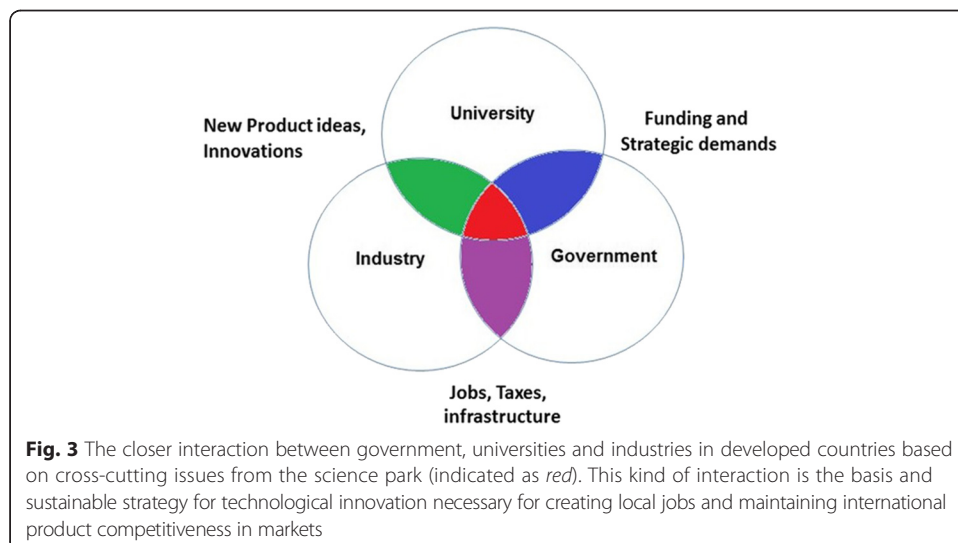 University
New Product ideas,
Innovations
Funding and
Strategic demands
Industry
Government
Jobs, Taxes,
infrastructure
Fig. 3 The closer interaction between government, universities and industries in developed countries based
on cross-cutting issues from the science park (indicated as red). This kind of interaction is the basis and
sustainable strategy for technological innovation necessary for creating local jobs and maintaining international
product competitiveness in markets